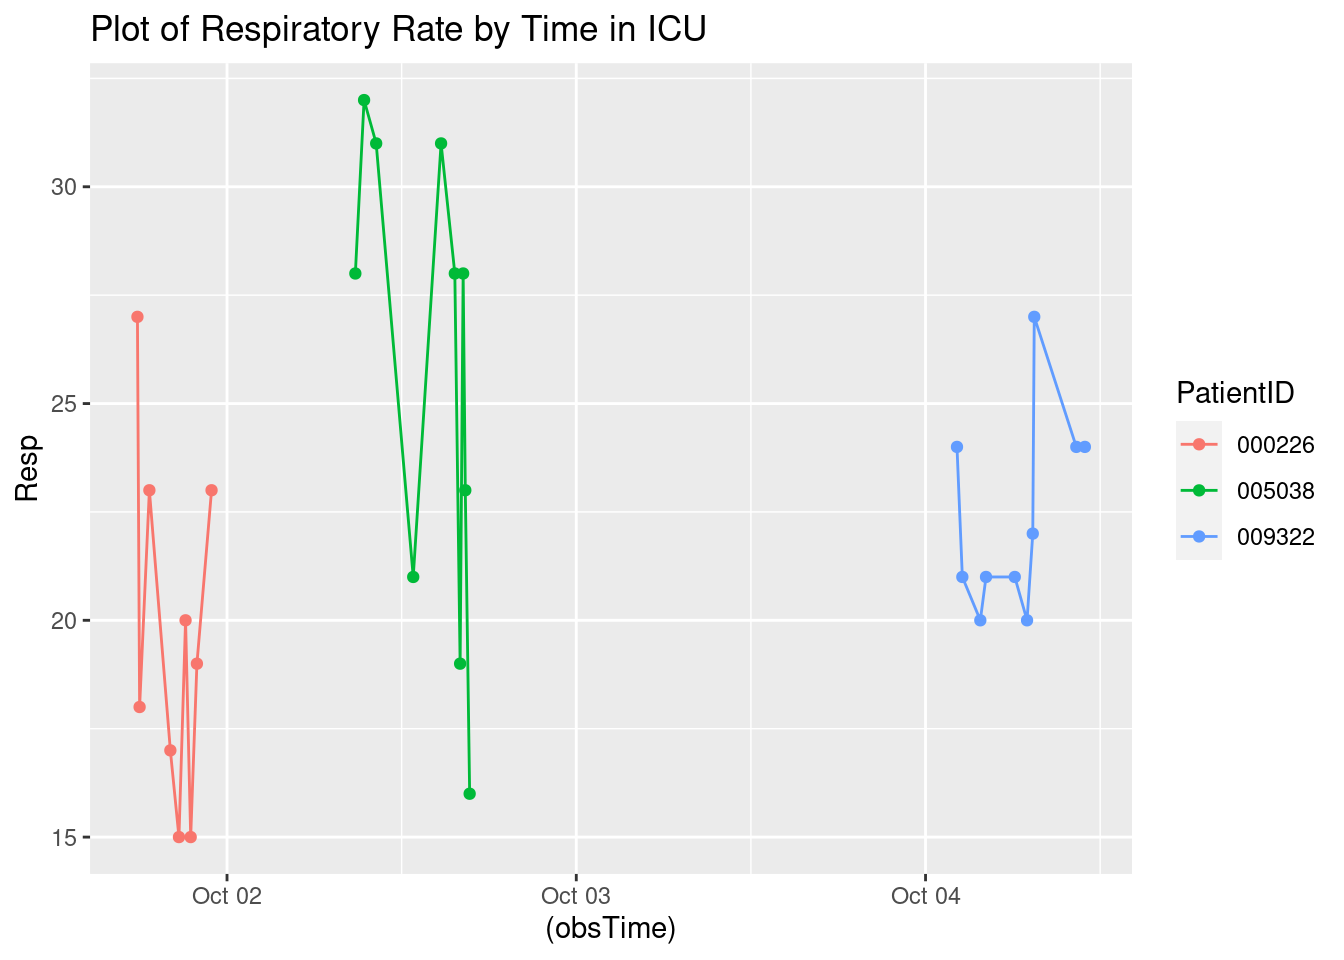 Plot of Respiratory Rate by Time in ICU
30
25
20
15
Resp
Oct 02
Oct 03
Oct 04
(obsTime)
PatientID
000226
005038
009322